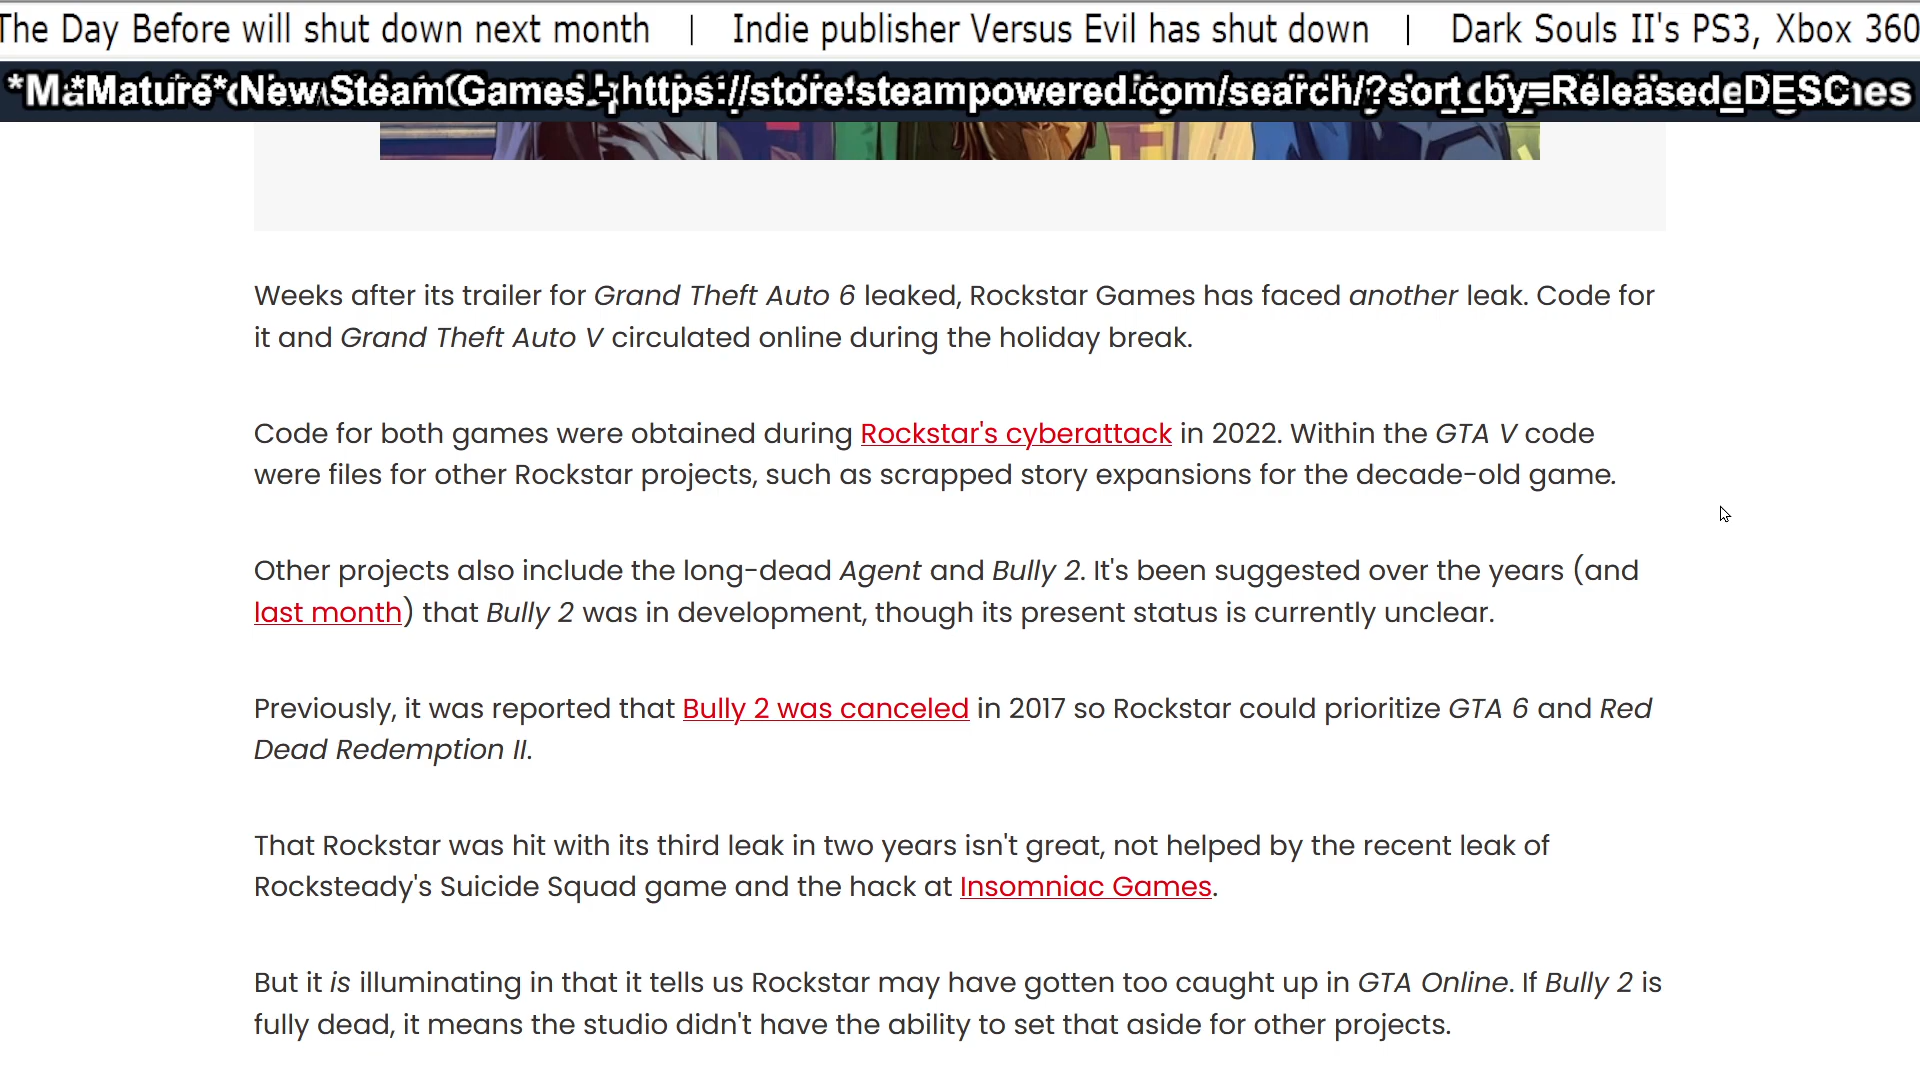 The Day Before will shut down next month | Indie publisher Versus Evil has shut down | Dark Souls II's PS3, Xbox 360
*Mature* New Steam Games - https://store.steampowered.com/search/?sort_by=Released_DESC
Weeks after its trailer for Grand Theft Auto 6 leaked, Rockstar Games has faced another leak. Code for
it and Grand Theft Auto V circulated online during the holiday break.
Code for both games were obtained during Rockstar's cyberattack in 2022. Within the GTA V code
were files for other Rockstar projects, such as scrapped story expansions for the decade-old game.
Other projects also include the long-dead Agent and Bully 2. It's been suggested over the years (and
last month) that Bully 2 was in development, though its present status is currently unclear.
Previously, it was reported that Bully 2 was canceled in 2017 so Rockstar could prioritize GTA 6 and Red
Dead Redemption II.
That Rockstar was hit with its third leak in two years isn't great, not helped by the recent leak of
Rocksteady's Suicide Squad game and the hack at Insomniac Games.
But it is illuminating in that it tells us Rockstar may have gotten too caught up in GTA Online. If Bully 2 is
fully dead, it means the studio didn't have the ability to set that aside for other projects.